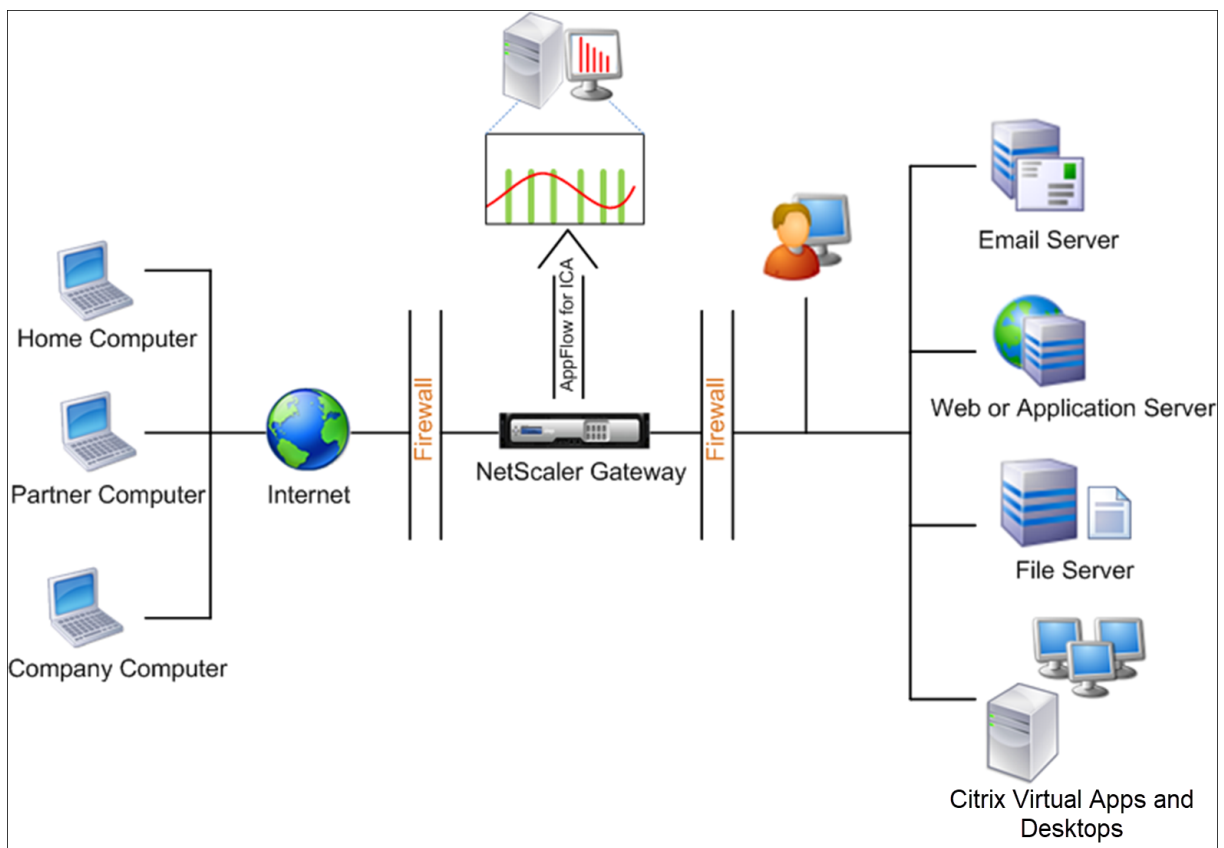 AppFlow for ICA
Home Computer
Partner Computer
Company Computer
Internet
Firewall
NetScaler Gateway
Firewall
Email Server
Web or Application Server
File Server
Citrix Virtual Apps and
Desktops